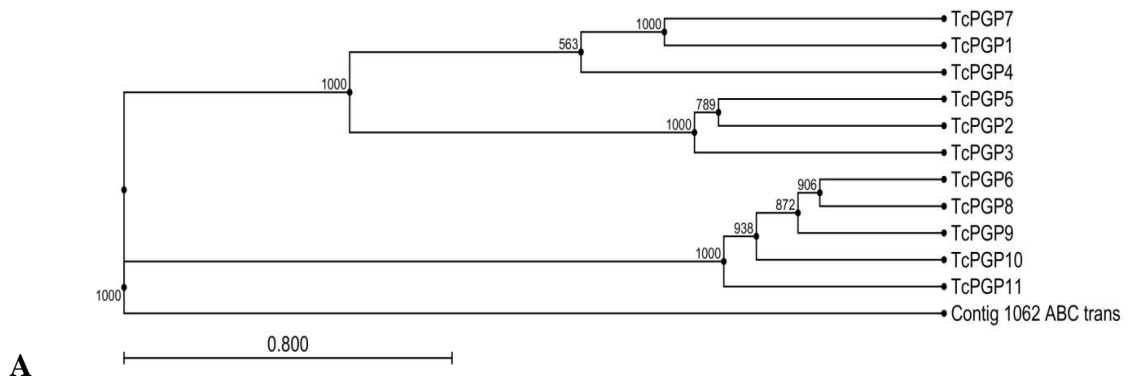 TcPGP7
1000
TcPGP1
563
TcPGP4
1000
TcPGP5
789
TcPGP2
1000
TcPGP3
TcPGP6
906
TcPGP8
872
TcPGP9
938
TcPGP10
1000
TcPGP11
1000
Contig 1062 ABC trans
0.800
A